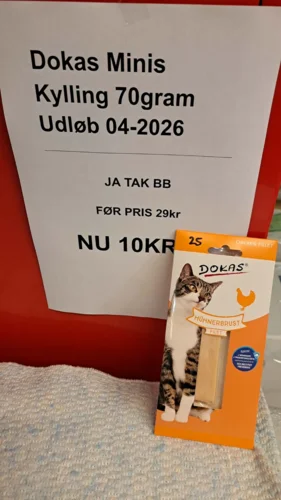 Dokas Minis
Kylling 70gram
Udløb 04-2026
JA TAK BB
FØR PRIS 29kr
NU 10KR
25
DOKAS®
HÜHNERBRUST